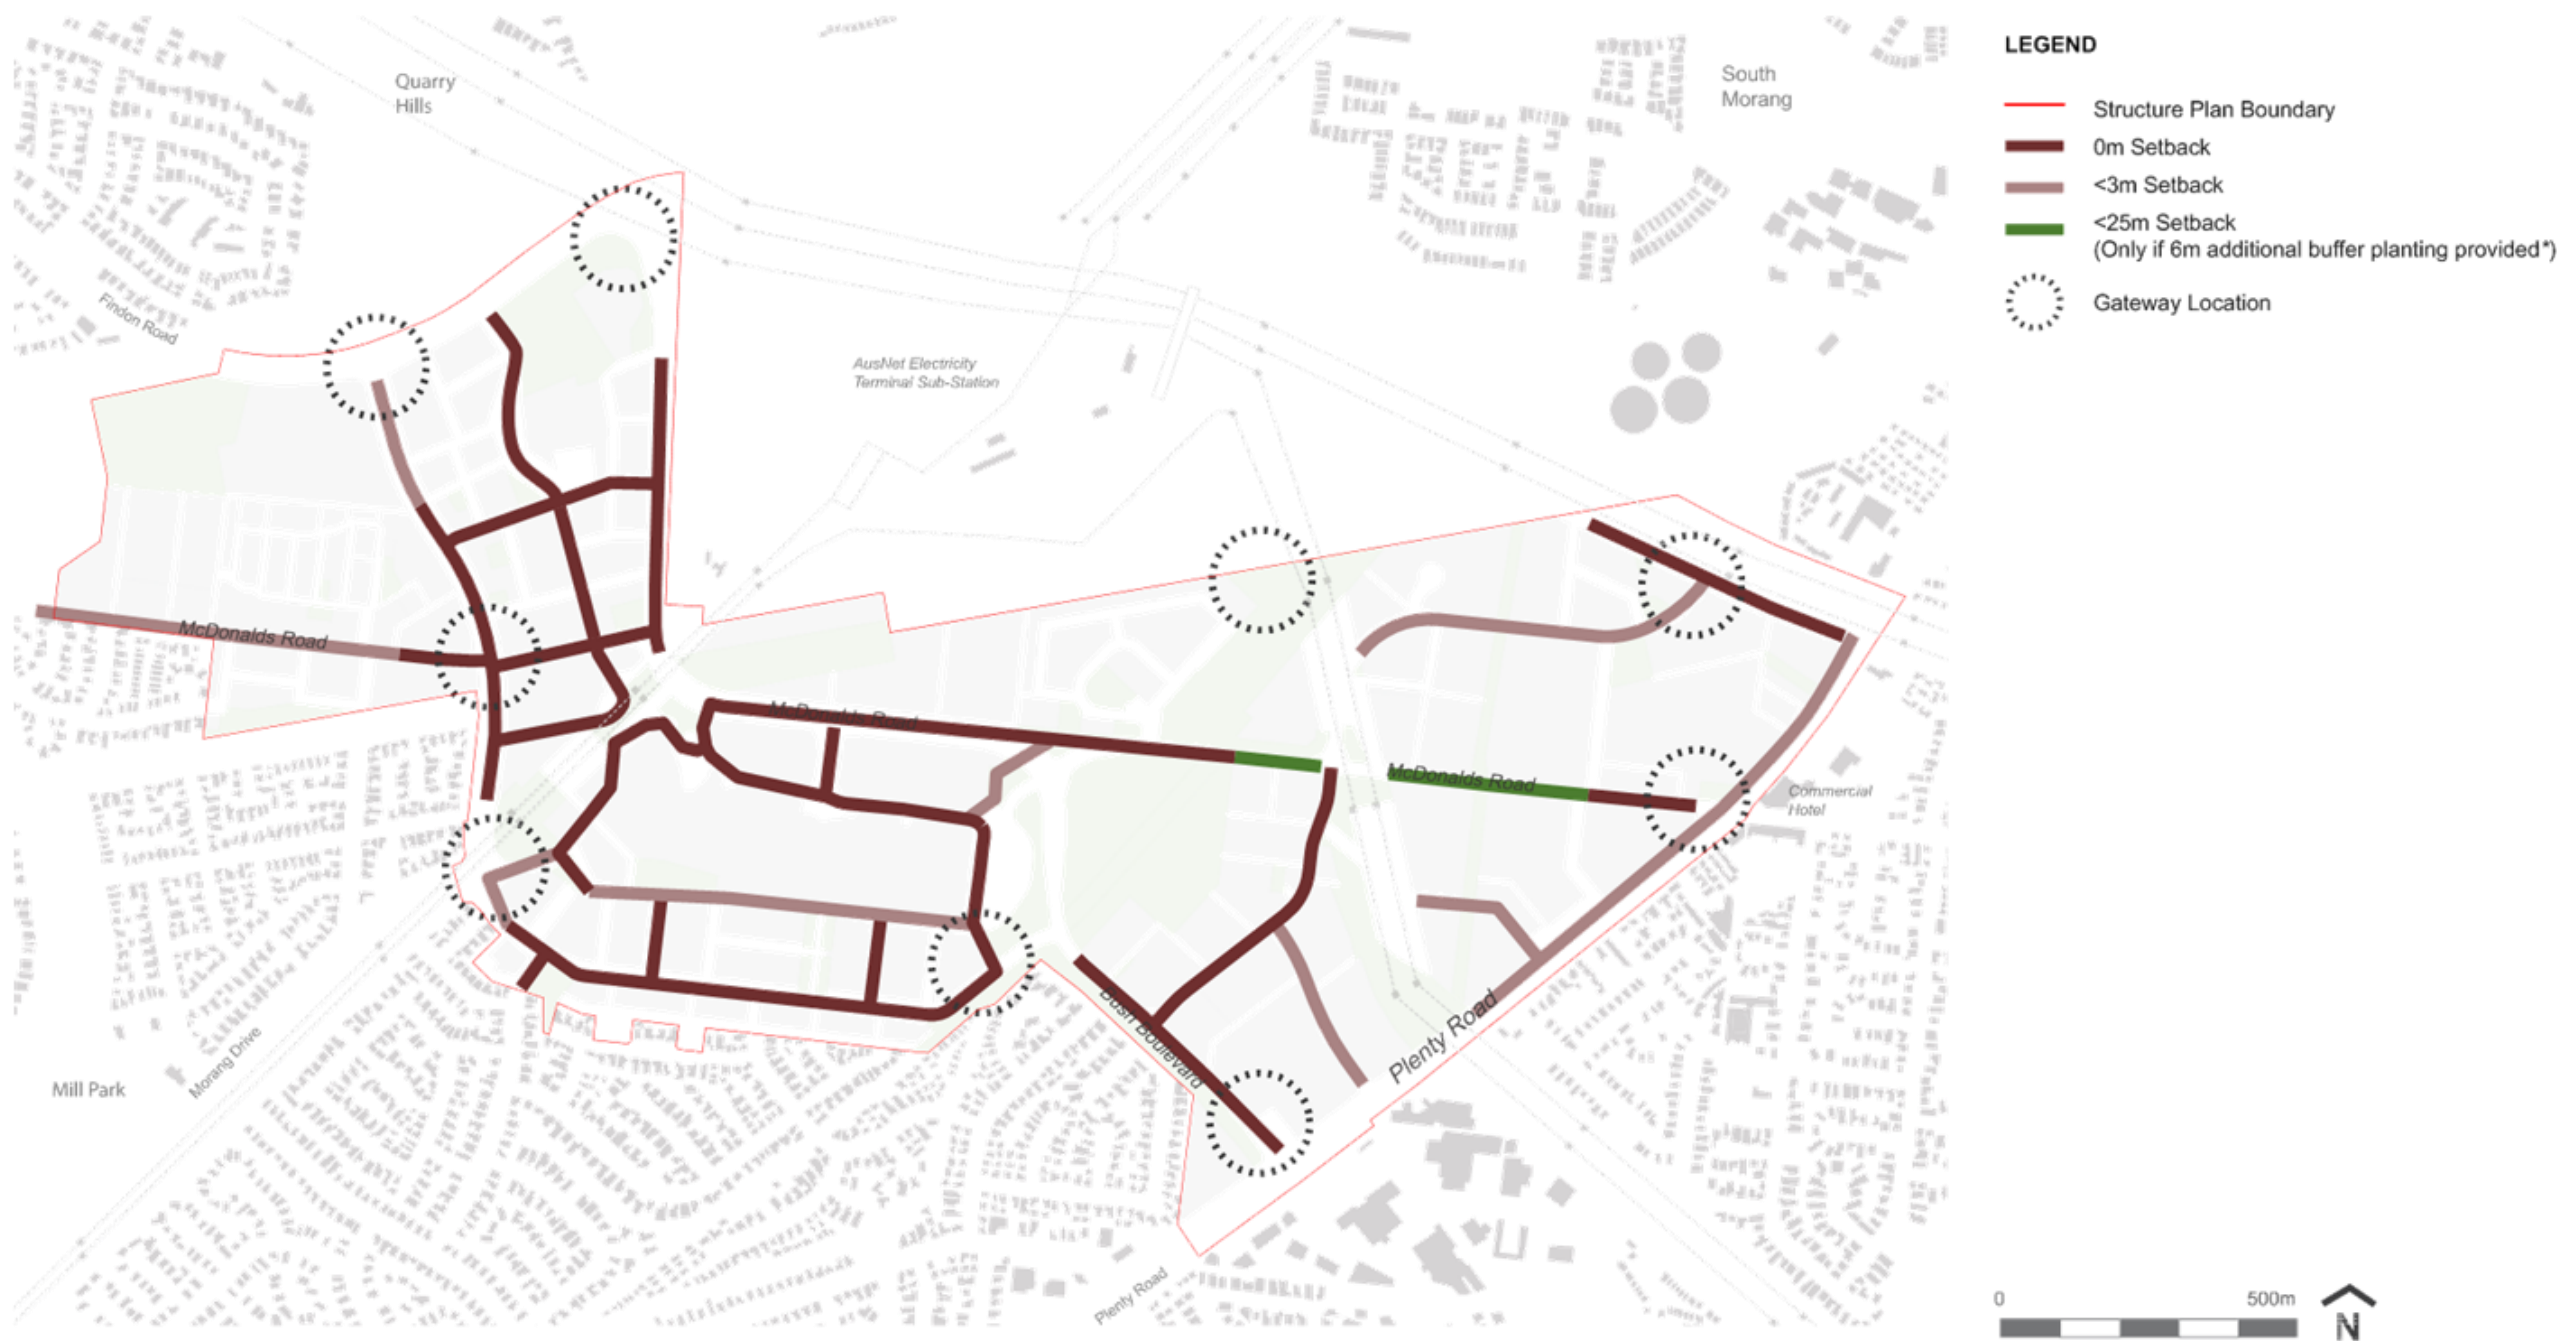 LEGEND
Structure Plan Boundary
0m Setback
<3m Setback
<25m Setback
(Only if 6m additional buffer planting provided*)
Gateway Location
Quarry
Hills
South
Morang
Findon Road
AusNet Electricity
Terminal Sub-Station
McDonalds Road
McDonalds Road
McDonalds Road
Commercial
Hotel
Bush Boulevard
Plenty Road
Morang Drive
Mill Park
Plenty Road
0
500m
N